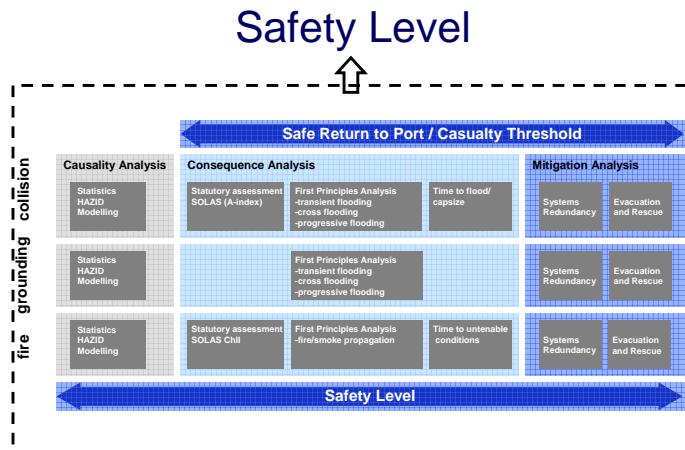 Safety Level
Safe Return to Port / Casualty Threshold
Causality Analysis
Consequence Analysis
Mitigation Analysis
collision
Statistics
HAZID
Modelling
Statutory assessment
SOLAS (A-index)
First Principles Analysis
-transient flooding
-cross flooding
-progressive flooding
Time to flood/
capsize
Systems
Redundancy
Evacuation
and Rescue
grounding
Statistics
HAZID
Modelling
First Principles Analysis
-transient flooding
-cross flooding
-progressive flooding
Systems
Redundancy
Evacuation
and Rescue
fire
Statistics
HAZID
Modelling
Statutory assessment
SOLAS ChII
First Principles Analysis
-fire/smoke propagation
Time to untenable
conditions
Systems
Redundancy
Evacuation
and Rescue
Safety Level